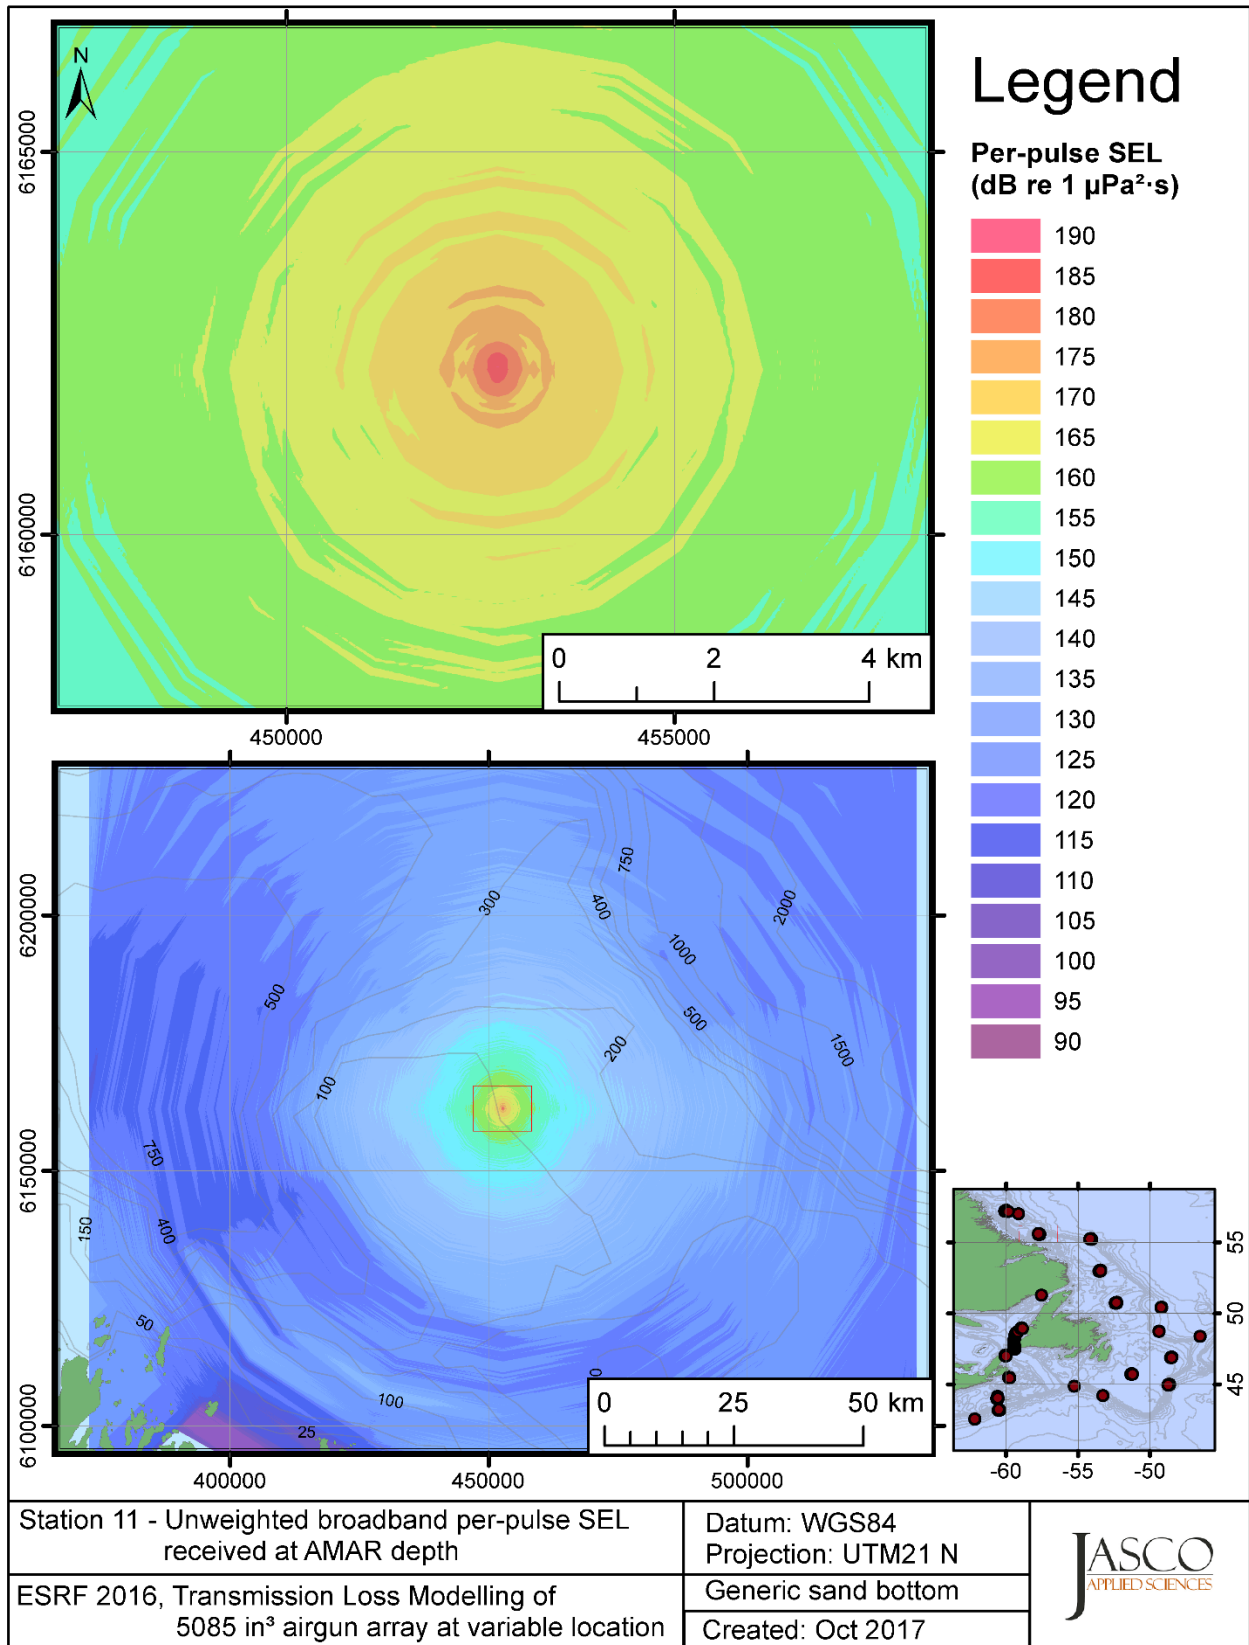 N
6165000
6160000
0 2 4 km
450000 455000
Legend
Per-pulse SEL
(dB re 1 µPa²·s)
190
185
180
175
170
165
160
155
150
145
140
135
130
125
120
115
110
105
100
95
90
6200000
6150000
6100000
750
300
400
2000
1000
500
500
200
1500
100
750
150
400
50
100
25
0 25 50 km
400000 450000 500000
55
50
45
-60 -55 -50
Station 11 - Unweighted broadband per-pulse SEL
received at AMAR depth
ESRF 2016, Transmission Loss Modelling of
5085 in³ airgun array at variable location
Datum: WGS84
Projection: UTM21 N
Generic sand bottom
Created: Oct 2017
JASCO
APPLIED SCIENCES